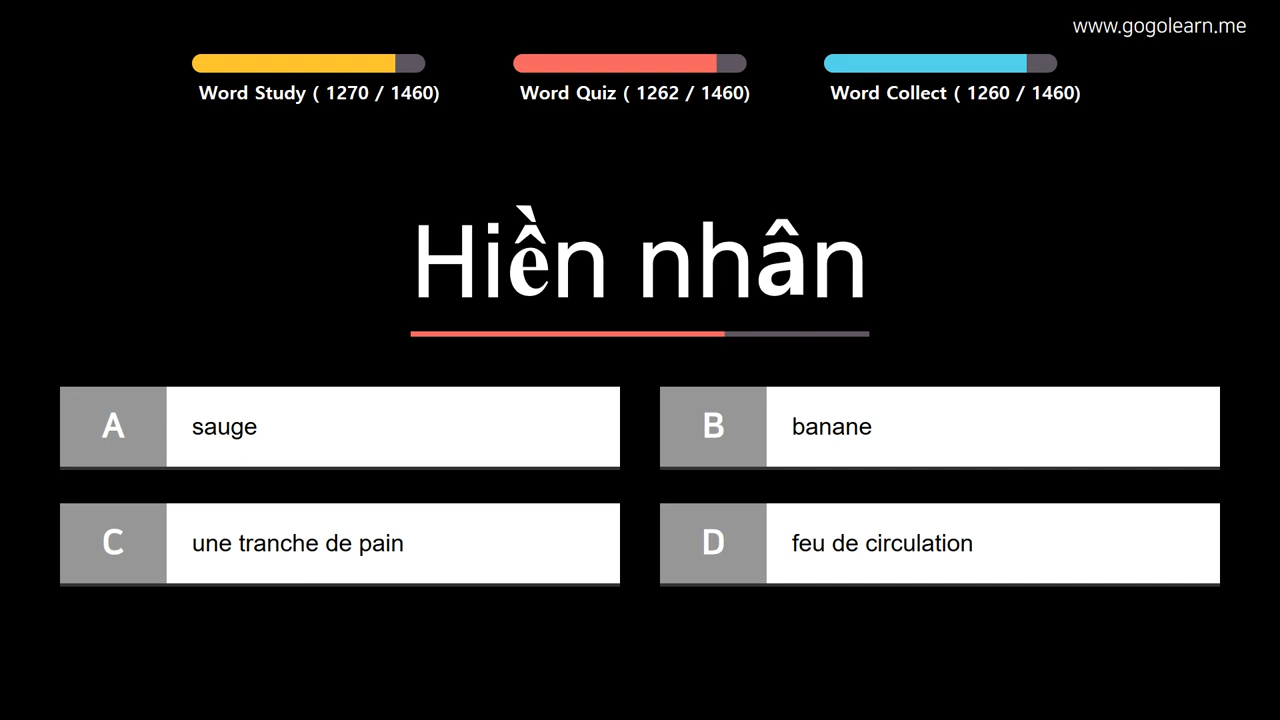 www.gogolearn.me
Word Study ( 1270 / 1460)
Word Quiz ( 1262 / 1460)
Word Collect ( 1260 / 1460)
Hiền nhân
A sauge
B banane
C une tranche de pain
D feu de circulation